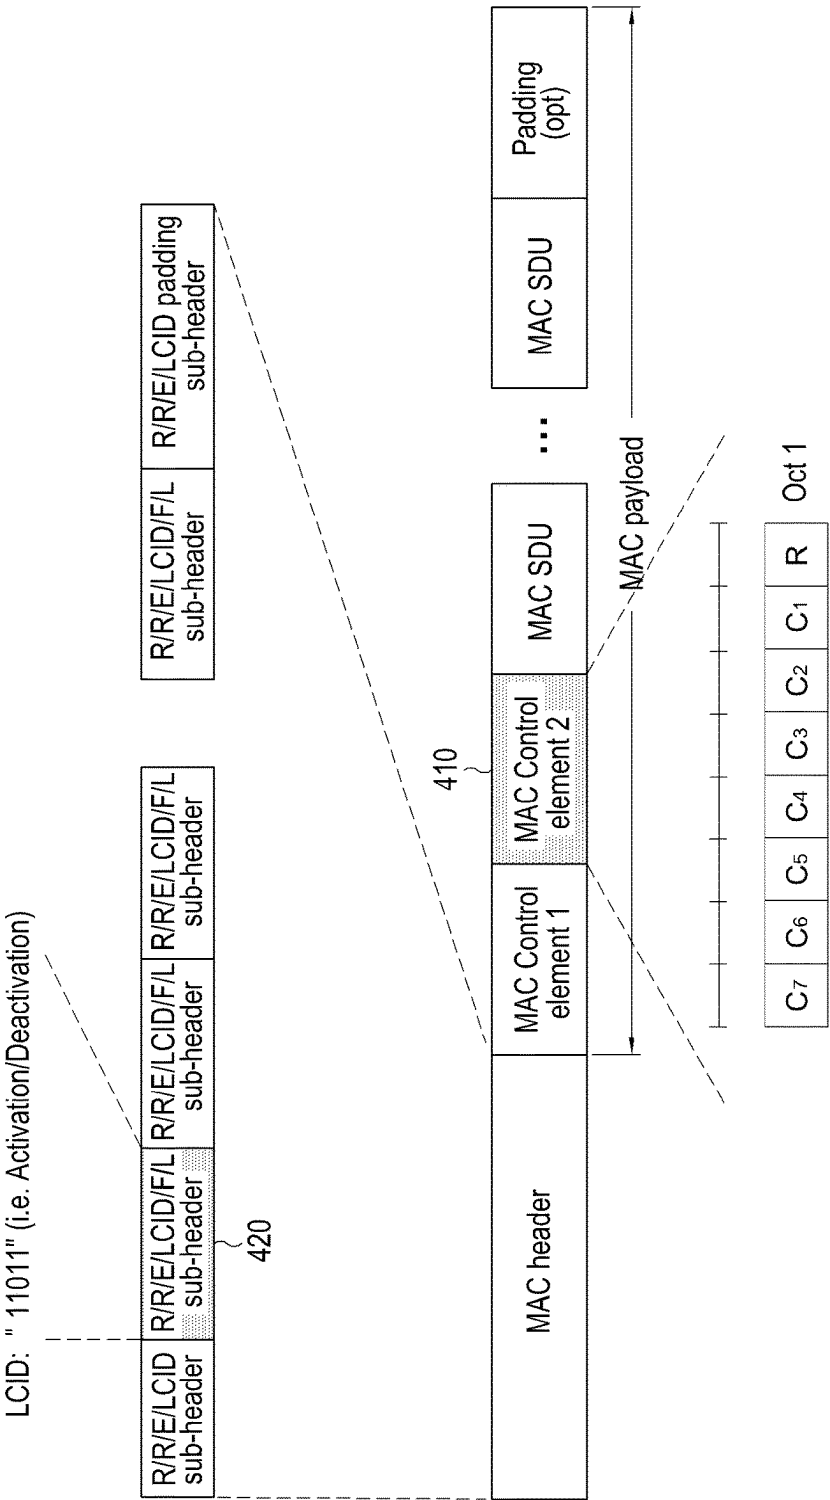 LCID: " 11011" (i.e. Activation/Deactivation)
R/R/E/LCID
sub-header
R/R/E/LCID/F/L
sub-header
R/R/E/LCID/F/L
sub-header
R/R/E/LCID/F/L
sub-header
R/R/E/LCID/F/L
sub-header
R/R/E/LCID padding
sub-header
420
410
MAC header
MAC Control
element 1
MAC Control
element 2
MAC SDU
...
MAC SDU
Padding
(opt)
MAC payload
C7 C6 C5 C4 C3 C2 C1 R Oct 1